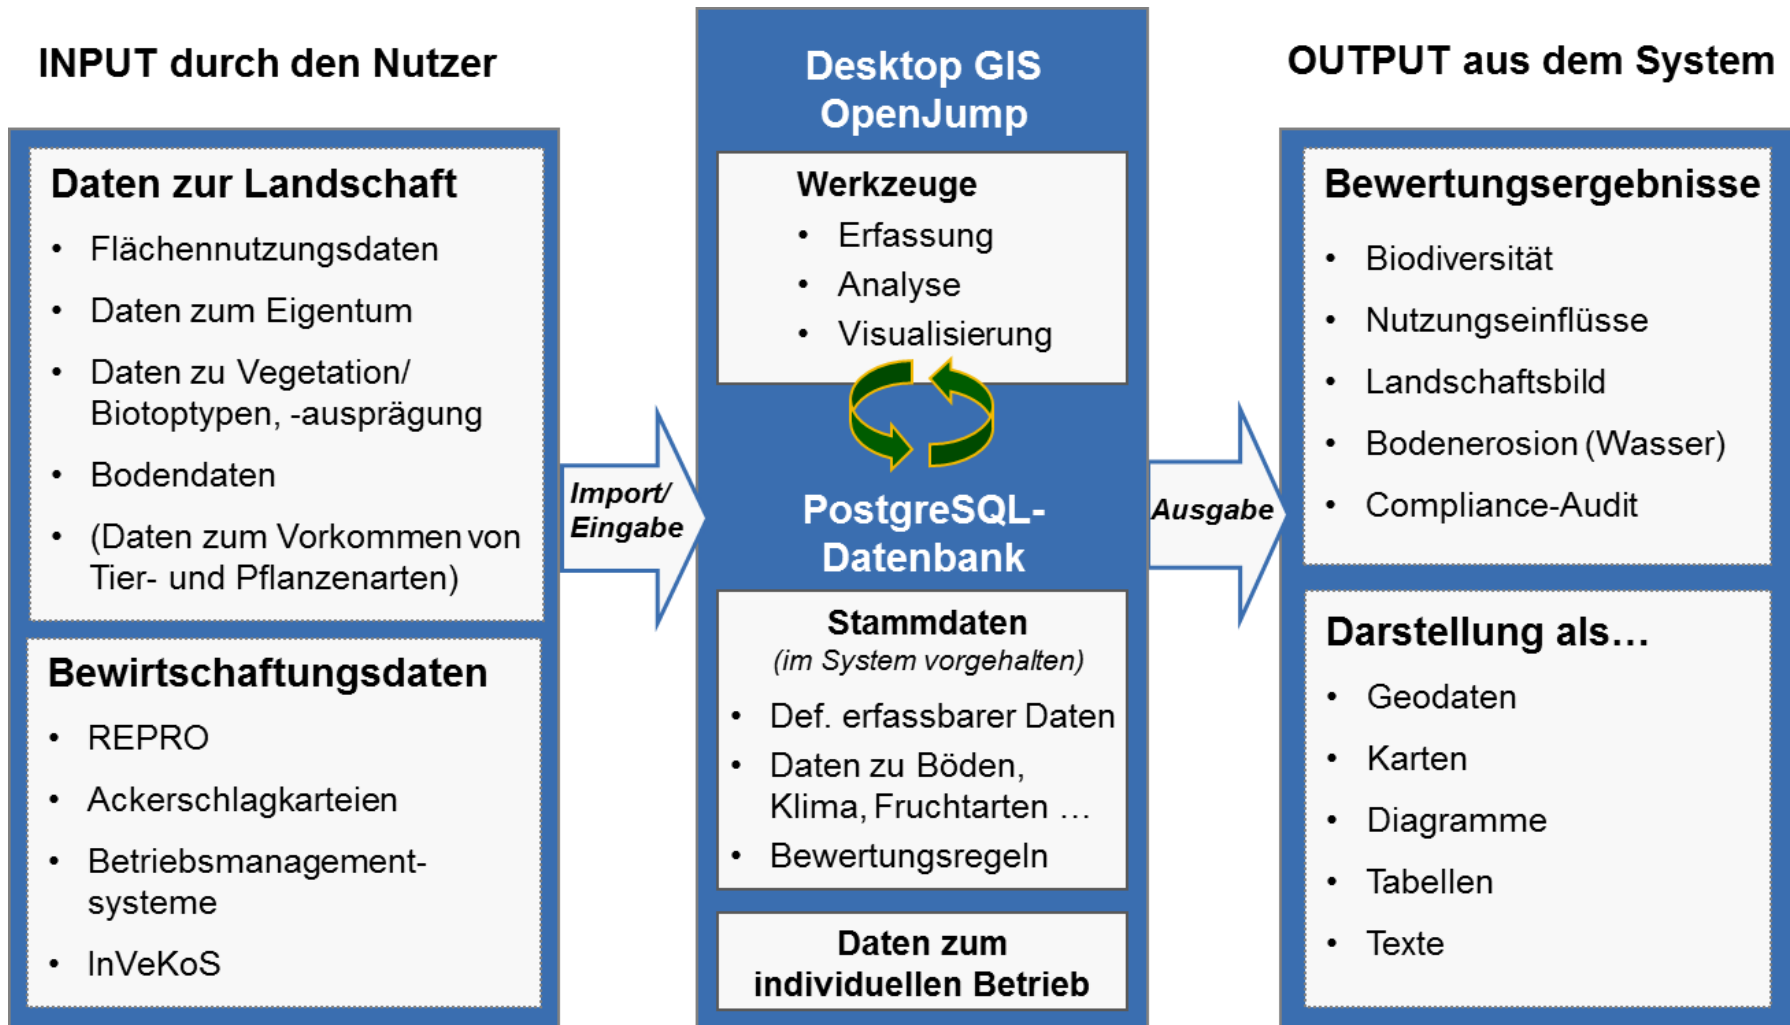 INPUT durch den Nutzer
Daten zur Landschaft
• Flächennutzungsdaten
• Daten zum Eigentum
• Daten zu Vegetation/
Biotoptypen, -ausprägung
• Bodendaten
• (Daten zum Vorkommen von
Tier- und Pflanzenarten)
Bewirtschaftungsdaten
• REPRO
• Ackerschlagkarteien
• Betriebsmanagement-
systeme
• InVeKoS
Import/
Eingabe
Desktop GIS
OpenJump
Werkzeuge
• Erfassung
• Analyse
• Visualisierung
PostgreSQL-
Datenbank
Stammdaten
(im System vorgehalten)
• Def. erfassbarer Daten
• Daten zu Böden,
Klima, Fruchtarten …
• Bewertungsregeln
Daten zum
individuellen Betrieb
Ausgabe
OUTPUT aus dem System
Bewertungsergebnisse
• Biodiversität
• Nutzungseinflüsse
• Landschaftsbild
• Bodenerosion (Wasser)
• Compliance-Audit
Darstellung als…
• Geodaten
• Karten
• Diagramme
• Tabellen
• Texte